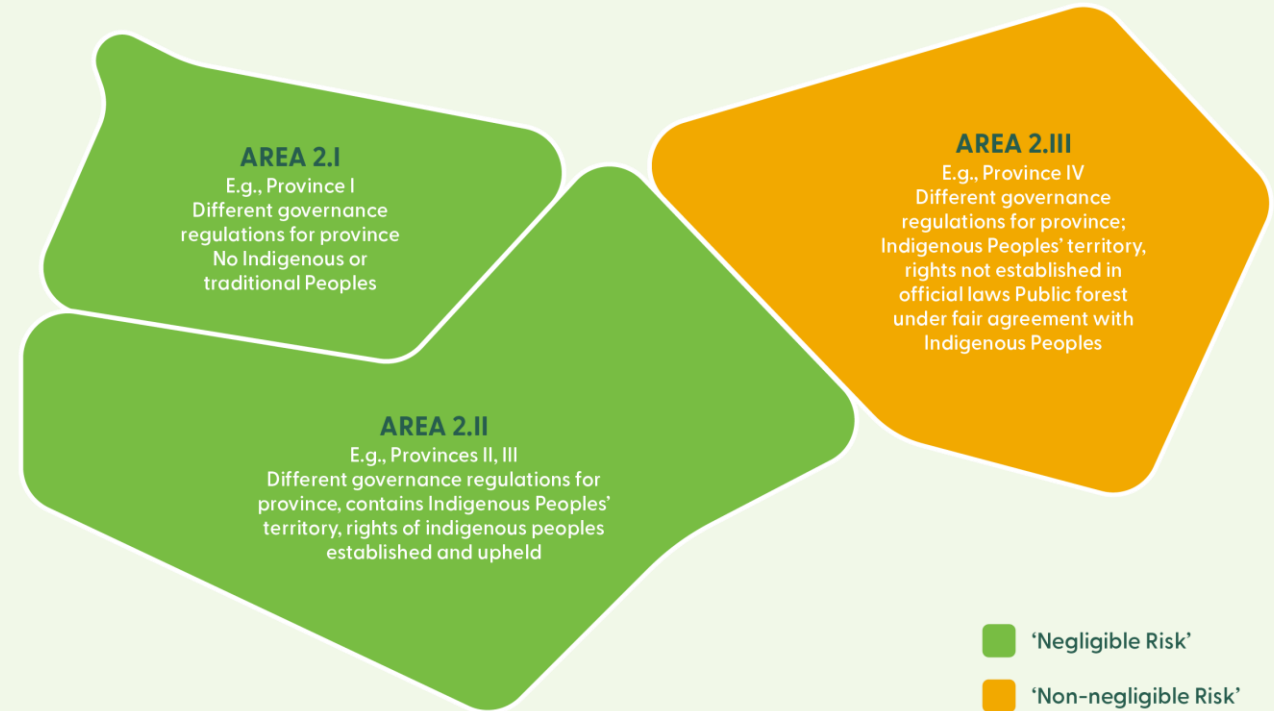 AREA 2.I
E.g., Province I
Different governance
regulations for province
No Indigenous or
traditional Peoples
AREA 2.III
E.g., Province IV
Different governance
regulations for province;
Indigenous Peoples’ territory,
rights not established in
official laws Public forest
under fair agreement with
Indigenous Peoples
AREA 2.II
E.g., Provinces II, III
Different governance regulations for
province, contains Indigenous Peoples’
territory, rights of indigenous peoples
established and upheld
‘Negligible Risk’
‘Non-negligible Risk’